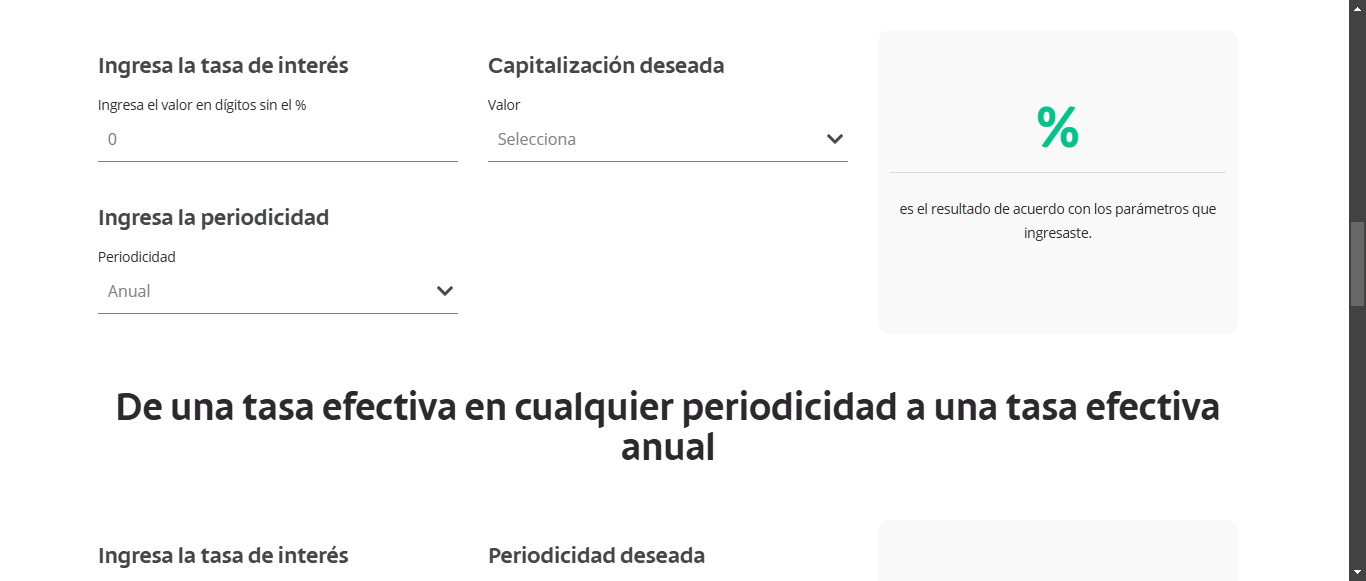 Ingresa la tasa de interés
Ingresa el valor en dígitos sin el %
0
Capitalización deseada
Valor
Selecciona
Ingresa la periodicidad
Periodicidad
Anual
%
es el resultado de acuerdo con los parámetros que
ingresaste.
De una tasa efectiva en cualquier periodicidad a una tasa efectiva
anual
Ingresa la tasa de interés
Periodicidad deseada